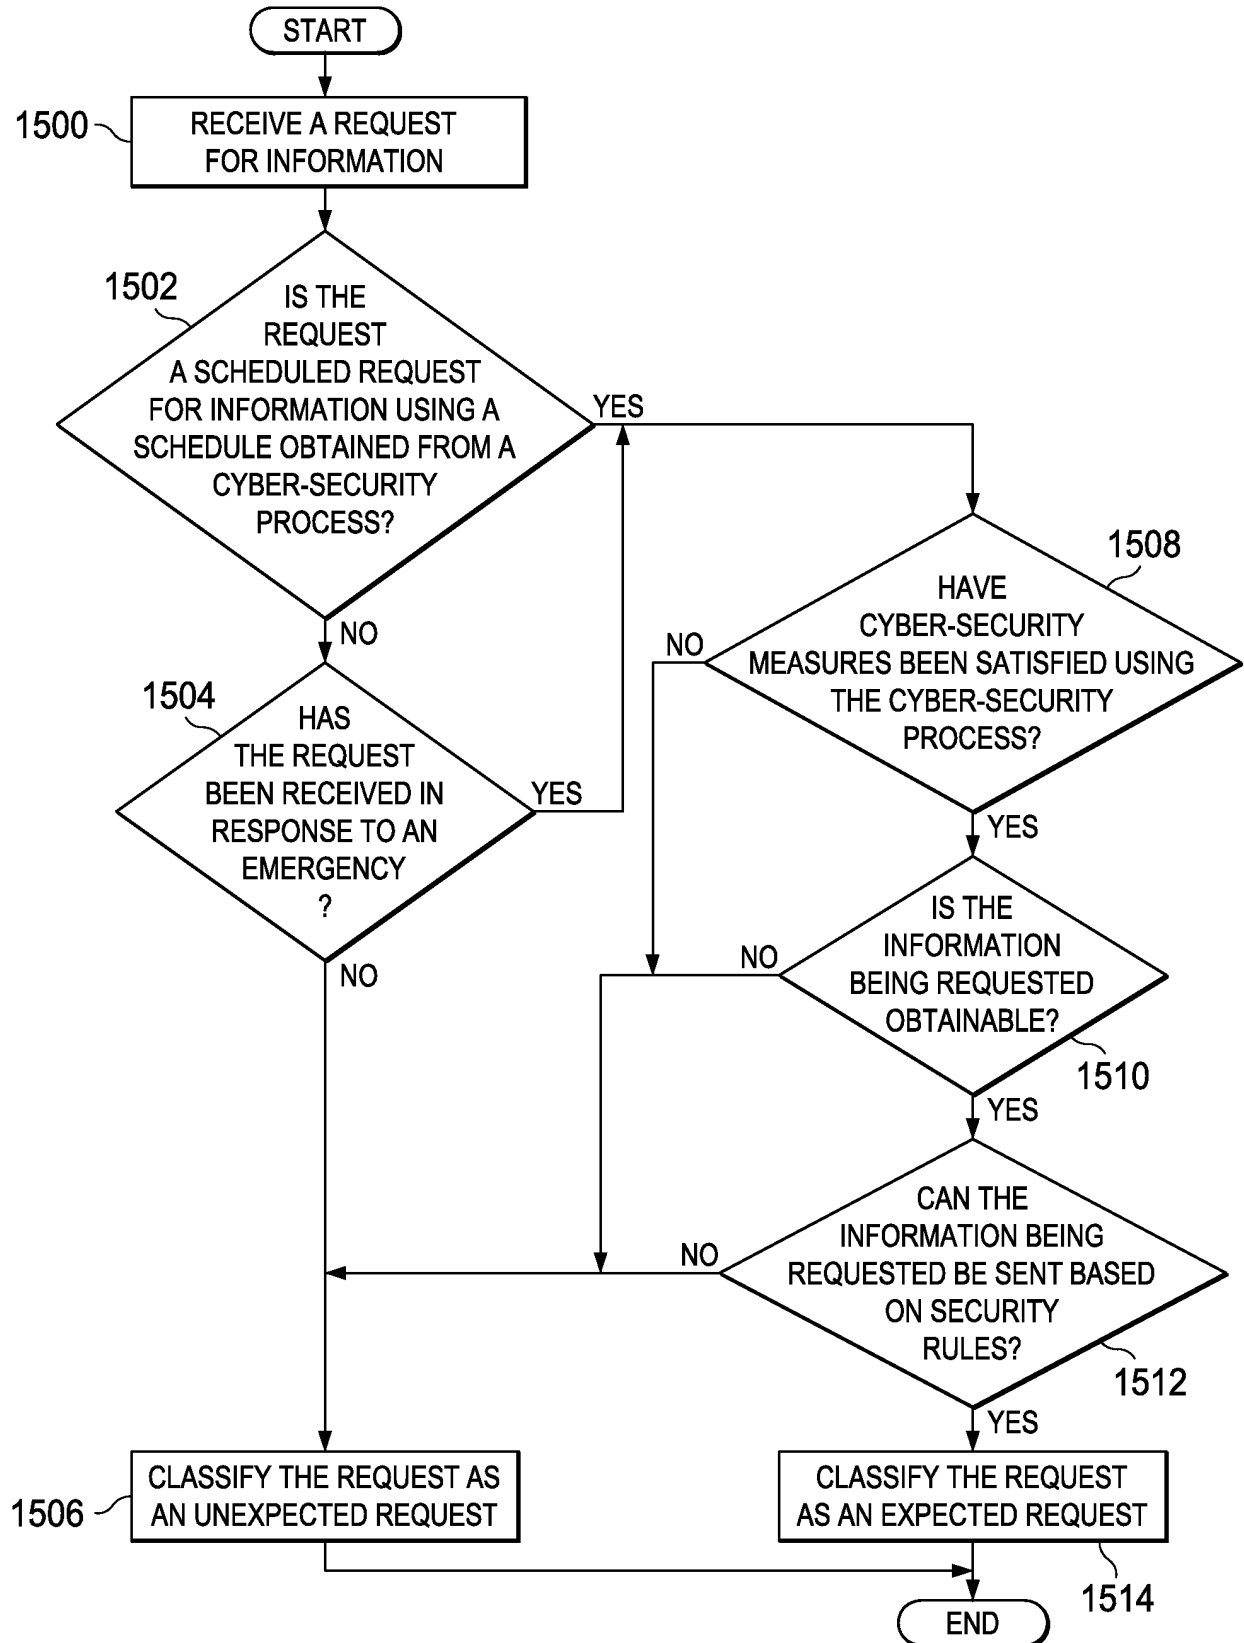 START
1500
RECEIVE A REQUEST
FOR INFORMATION
1502
IS THE
REQUEST
A SCHEDULED REQUEST
FOR INFORMATION USING A
SCHEDULE OBTAINED FROM A
CYBER-SECURITY
PROCESS?
YES
NO
1504
HAS
THE REQUEST
BEEN RECEIVED IN
RESPONSE TO AN
EMERGENCY
?
YES
NO
1508
HAVE
CYBER-SECURITY
MEASURES BEEN SATISFIED USING
THE CYBER-SECURITY
PROCESS?
NO
YES
IS THE
INFORMATION
BEING REQUESTED
OBTAINABLE?
NO
1510
YES
CAN THE
INFORMATION BEING
REQUESTED BE SENT BASED
ON SECURITY
RULES?
NO
1512
YES
1506
CLASSIFY THE REQUEST AS
AN UNEXPECTED REQUEST
CLASSIFY THE REQUEST
AS AN EXPECTED REQUEST
1514
END